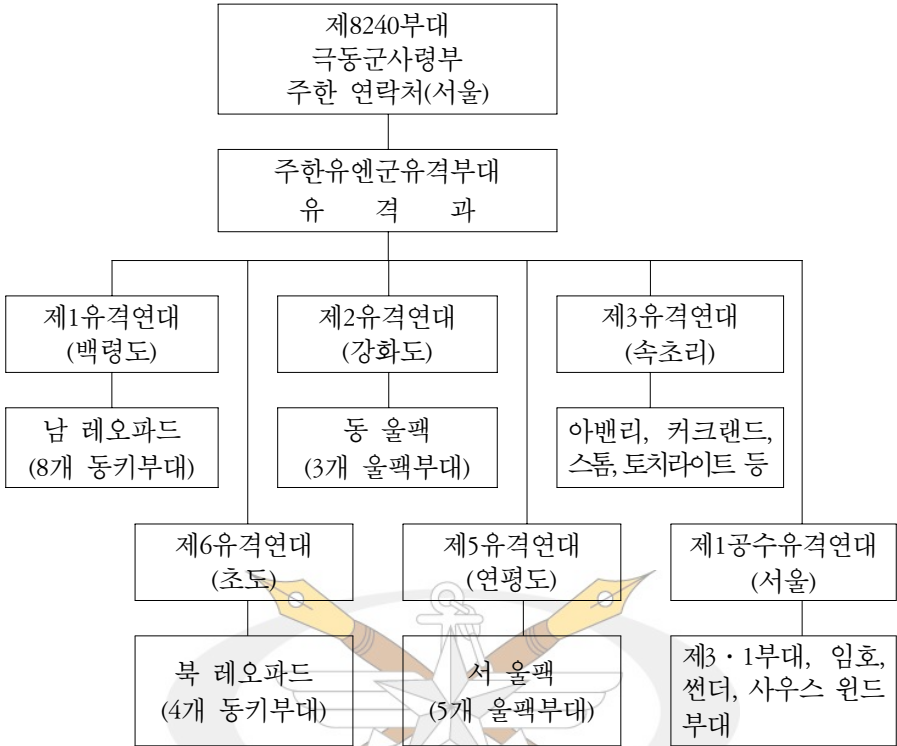 제8240부대
극동군사령부
주한 연락처(서울)
주한유엔군유격부대
유 격 과
제1유격연대
(백령도)
제2유격연대
(강화도)
제3유격연대
(속초리)
남 레오파드
(8개 동키부대)
동 울팩
(3개 울팩부대)
아밴리, 커크랜드,
스톰, 토치라이트 등
제6유격연대
(초도)
제5유격연대
(연평도)
제1공수유격연대
(서울)
북 레오파드
(4개 동키부대)
서 울팩
(5개 울팩부대)
제3·1부대, 임호,
썬더, 사우스 윈드
부대